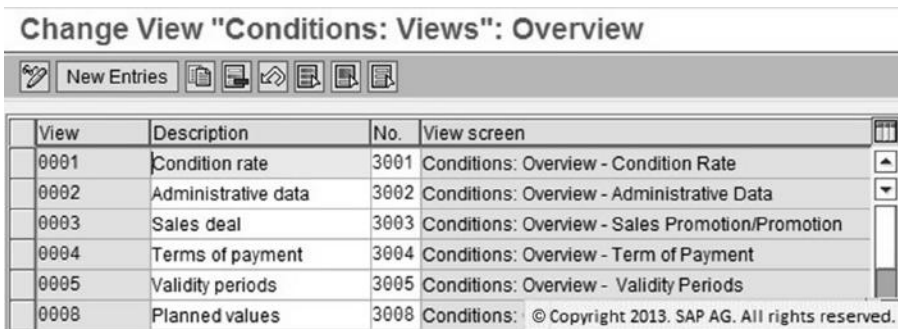 Change View "Conditions: Views": Overview
New Entries
View Description No. View screen
0001 Condition rate 3001 Conditions: Overview - Condition Rate
0002 Administrative data 3002 Conditions: Overview - Administrative Data
0003 Sales deal 3003 Conditions: Overview - Sales Promotion/Promotion
0004 Terms of payment 3004 Conditions: Overview - Term of Payment
0005 Validity periods 3005 Conditions: Overview - Validity Periods
0008 Planned values 3008 Conditions: © Copyright 2013. SAP AG. All rights reserved.